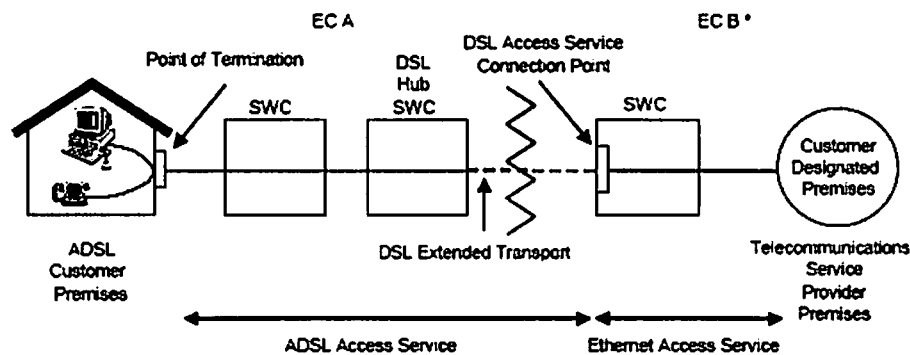 EC A
EC B *
Point of Termination
DSL
Hub
SWC
SWC
DSL Access Service
Connection Point
SWC
Customer
Designated
Premises
DSL Extended Transport
ADSL
Customer
Premises
Telecommunications
Service
Provider
Premises
ADSL Access Service
Ethernet Access Service